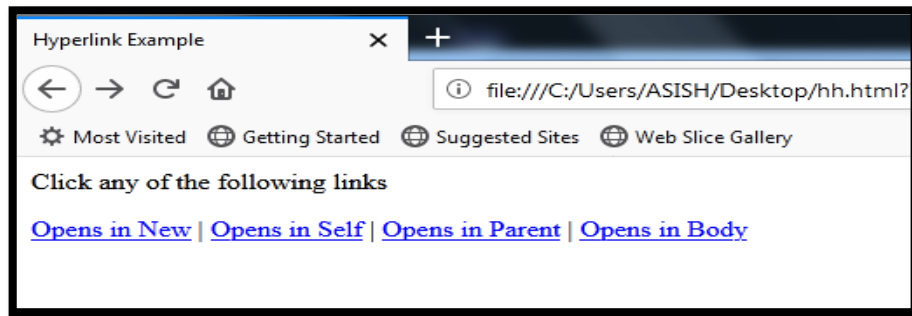 Hyperlink Example
file:///C:/Users/ASISH/Desktop/hh.html?
Most Visited Getting Started Suggested Sites Web Slice Gallery
Click any of the following links
Opens in New | Opens in Self | Opens in Parent | Opens in Body